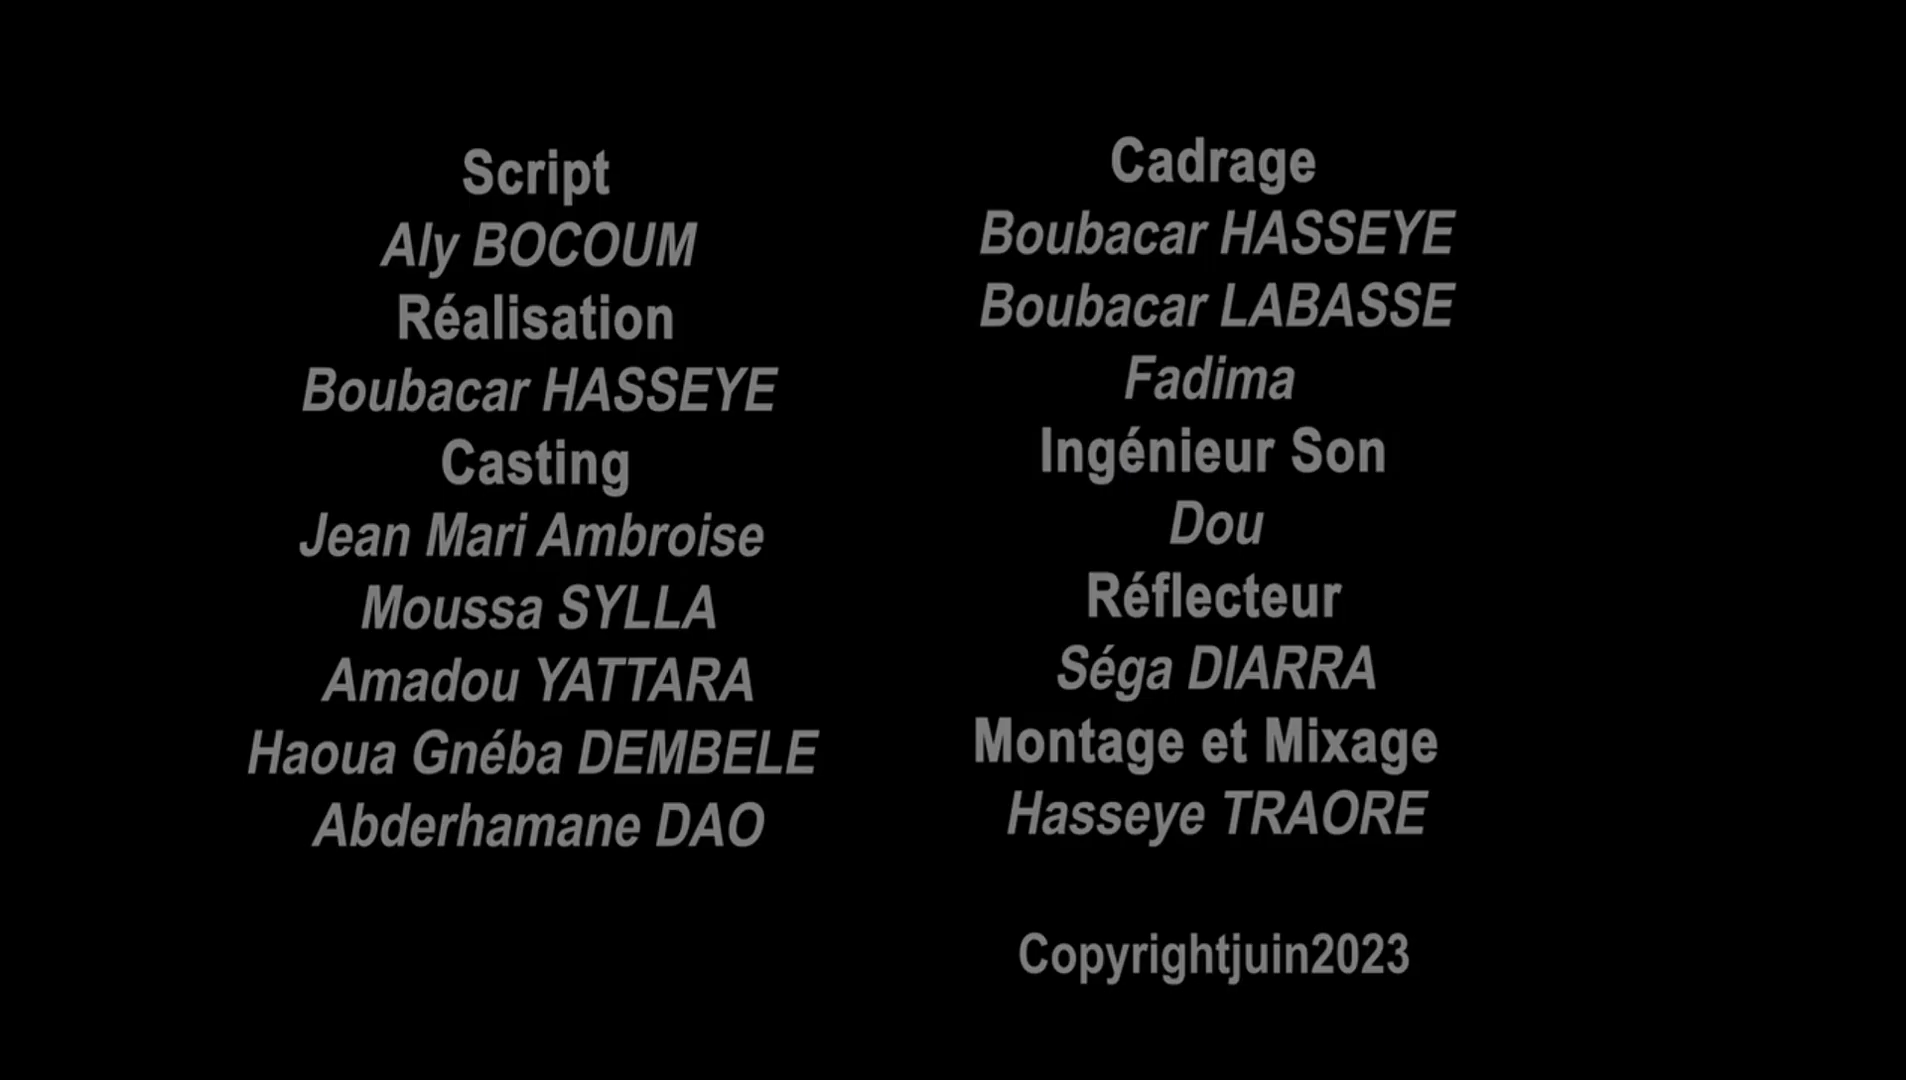 Script
Aly BOCOUM
Réalisation
Boubacar HASSEYE
Casting
Jean Mari Ambroise
Moussa SYLLA
Amadou YATTARA
Haoua Gnéba DEMBELE
Abderhamane DAO
Cadrage
Boubacar HASSEYE
Boubacar LABASSE
Fadima
Ingénieur Son
Dou
Réflecteur
Séga DIARRA
Montage et Mixage
Hasseye TRAORE
Copyrightjuin2023